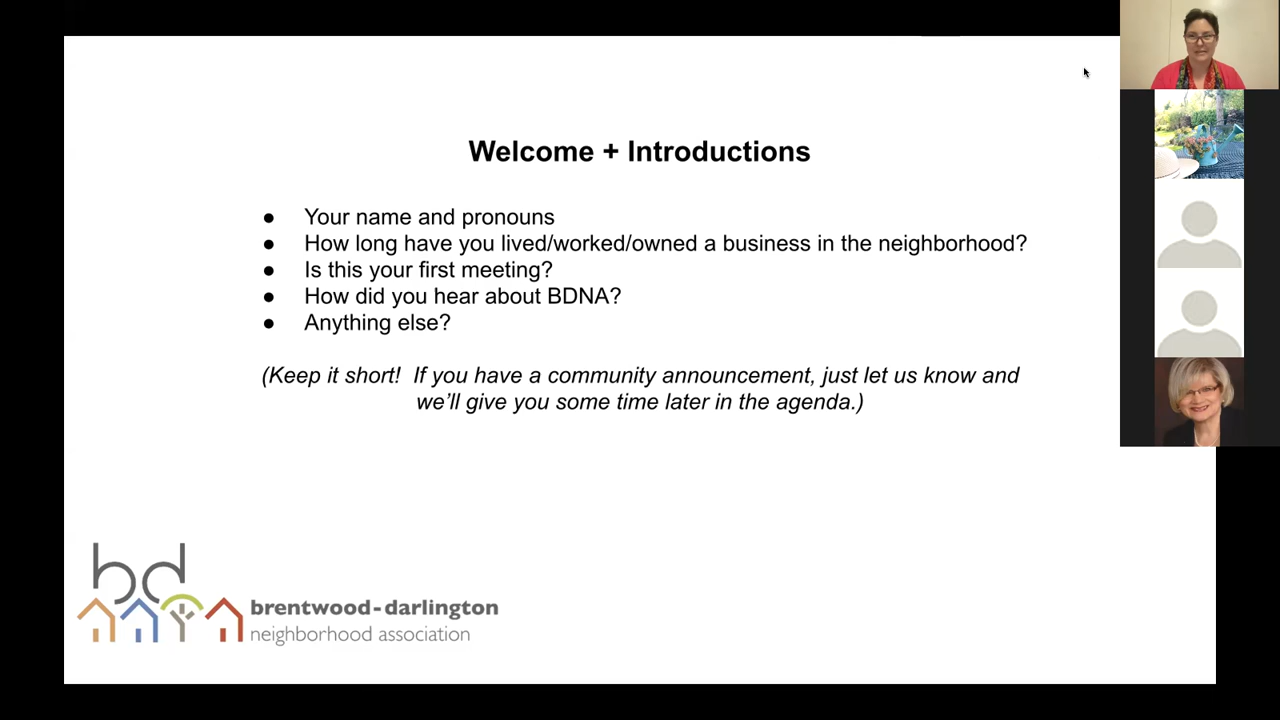 Welcome + Introductions
● Your name and pronouns
● How long have you lived/worked/owned a business in the neighborhood?
● Is this your first meeting?
● How did you hear about BDNA?
● Anything else?
(Keep it short!  If you have a community announcement, just let us know and
we'll give you some time later in the agenda.)
bd
brentwood-darlington
neighborhood association